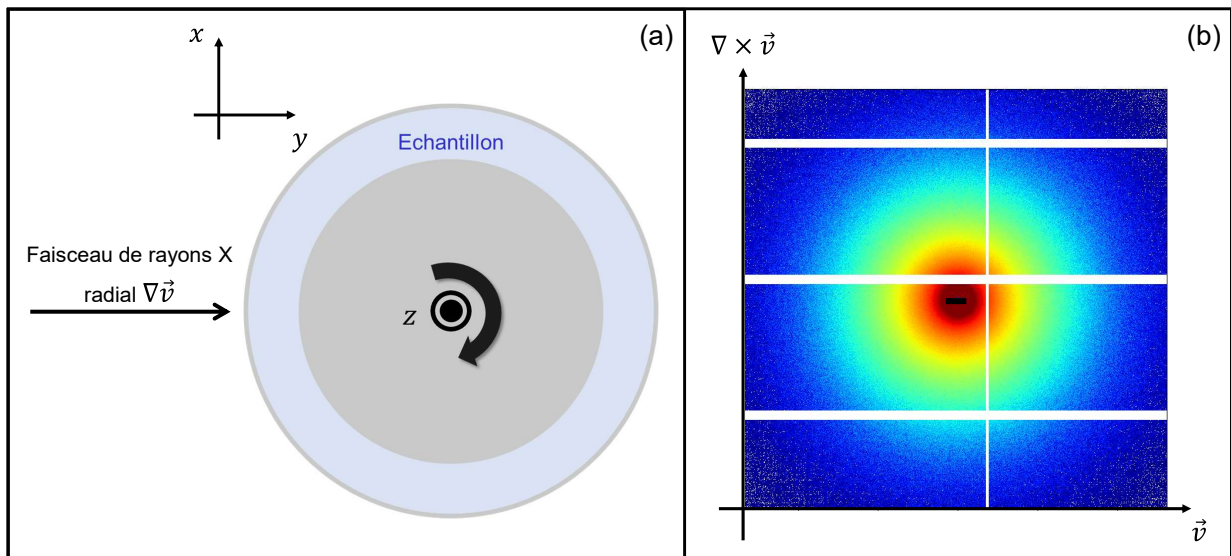 x
(a)
y
Echantillon
Faisceau de rayons X
radial ∇v⃗
z
∇ × v⃗
(b)
v⃗